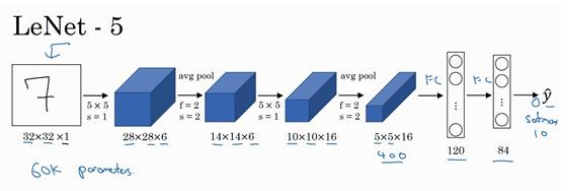 LeNet - 5
7
avg pool
avg pool
5 × 5
s = 1
f = 2
s = 2
5 × 5
s = 1
f = 2
s = 2
FC
FC
ŷ
32×32 ×1
28×28×6
14×14×6
10×10×16
5×5×16
400
120
84
Softmax
10
60K parameters.